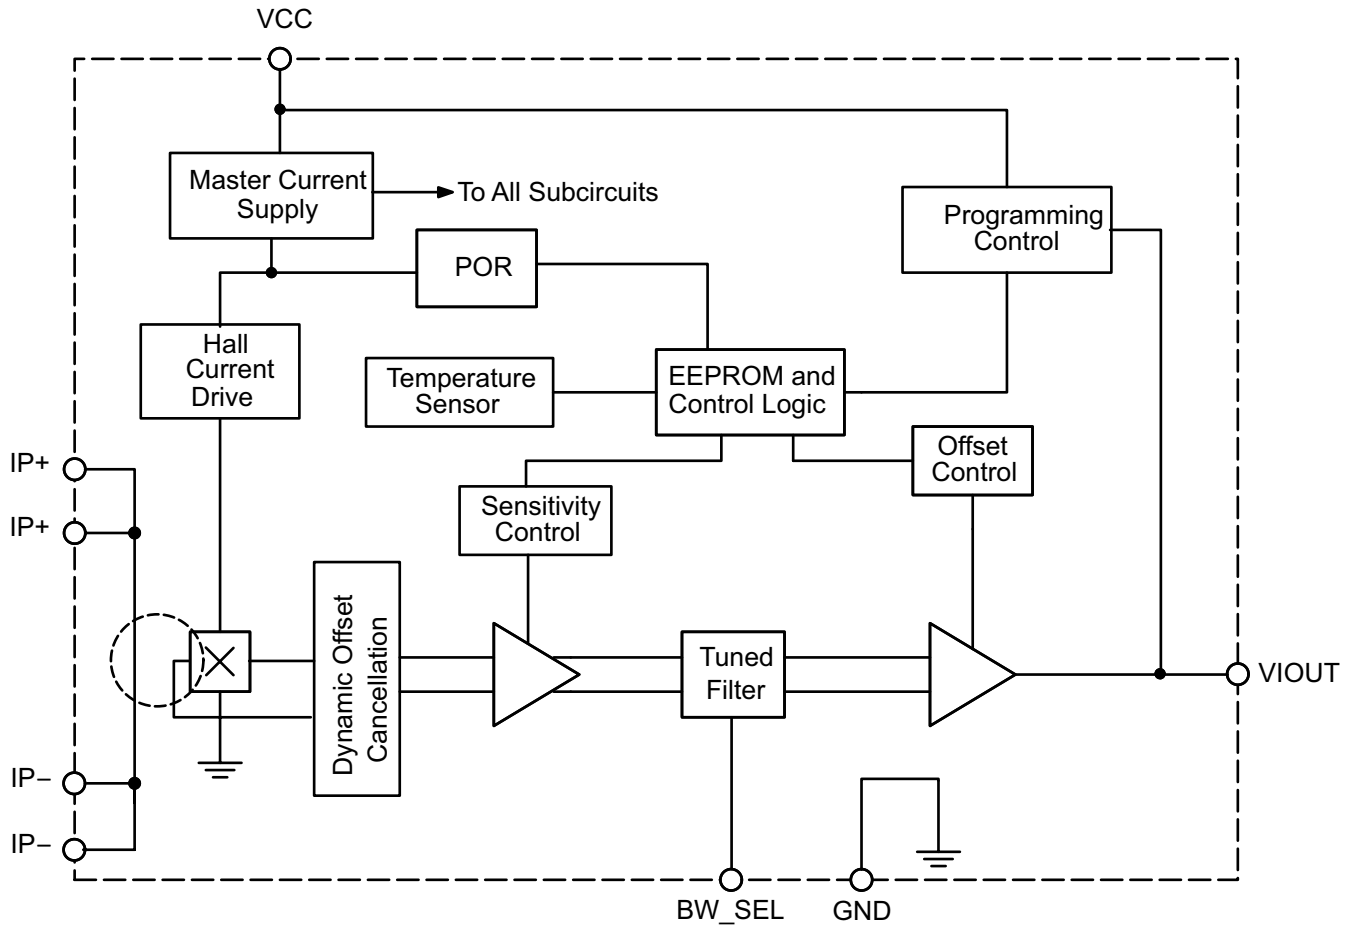 VCC
Master Current
Supply
To All Subcircuits
Programming
Control
POR
Hall
Current
Drive
Temperature
Sensor
EEPROM and
Control Logic
Offset
Control
Sensitivity
Control
IP+
IP+
Dynamic Offset
Cancellation
Tuned
Filter
VIOUT
IP−
IP−
BW_SEL
GND